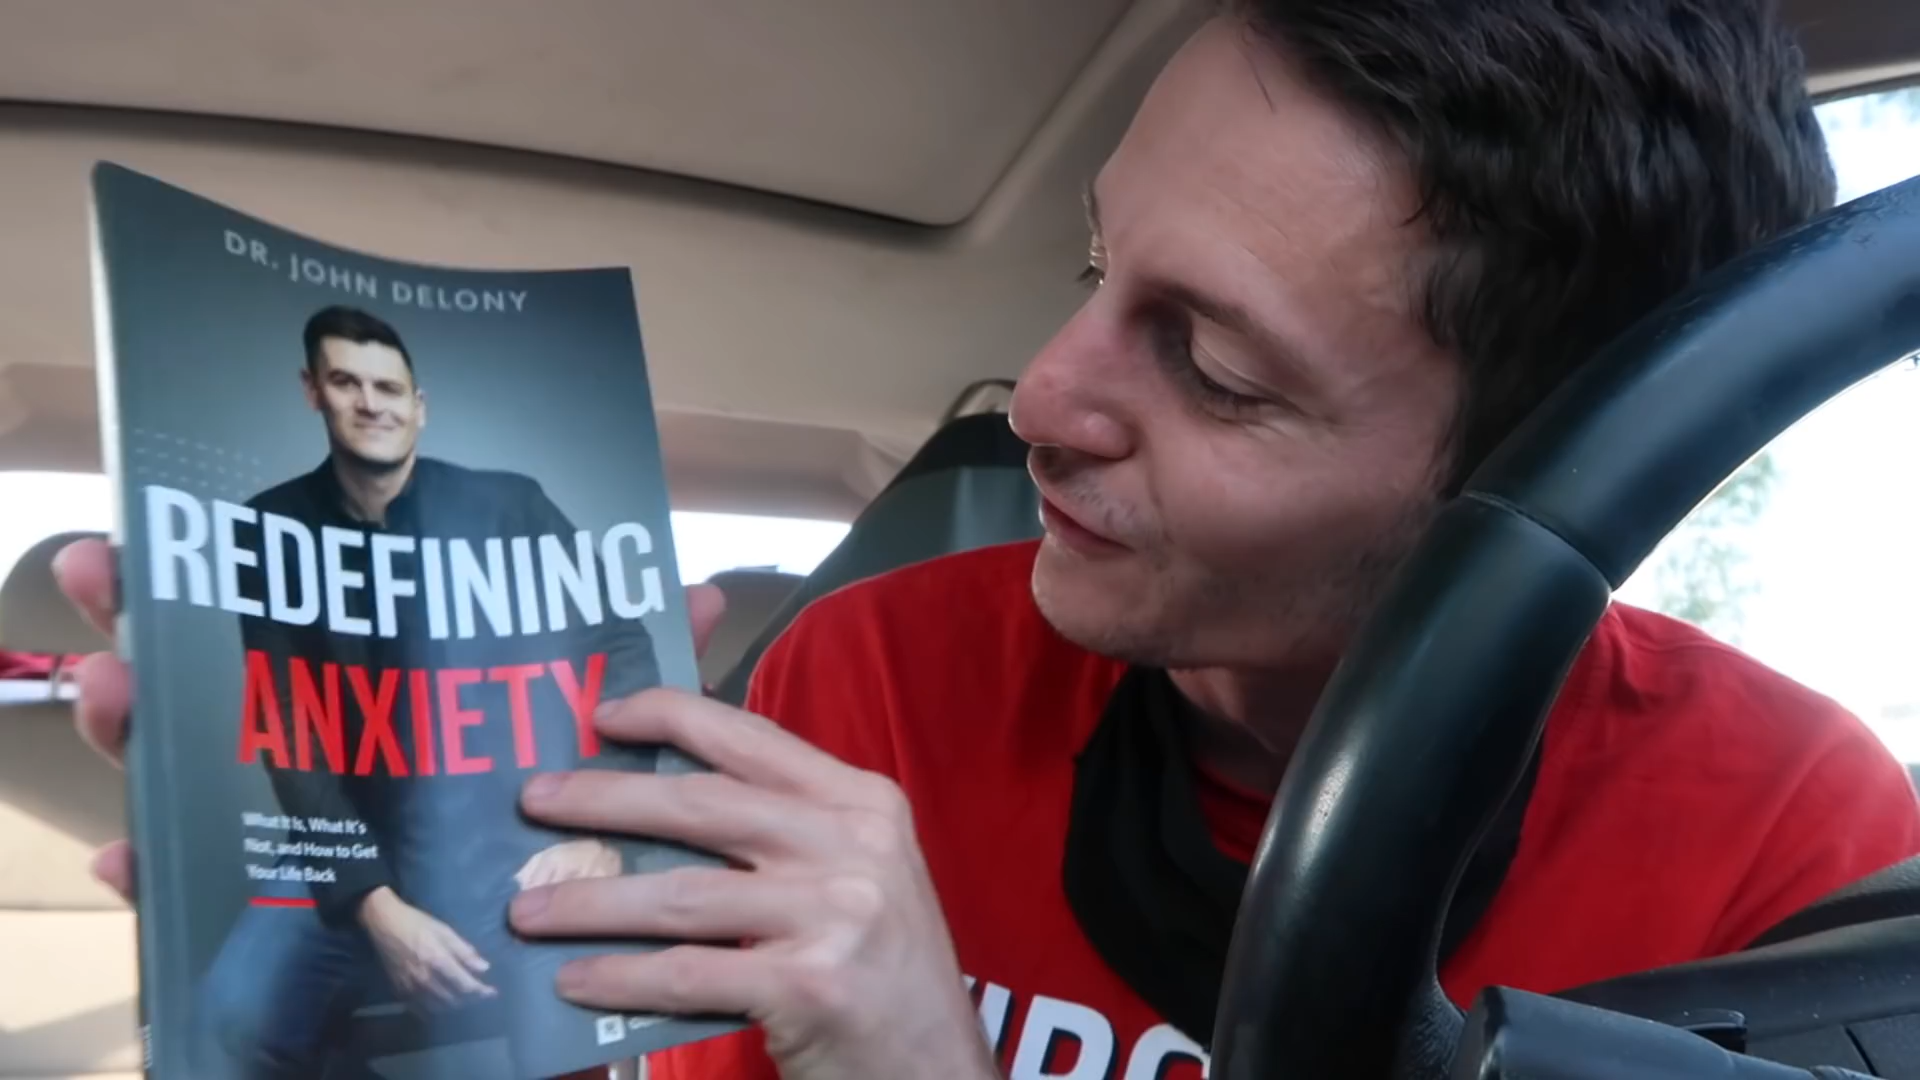 DR. JOHN DELONY
REDEFINING
ANXIETY
What It Is, What It's
Not, and How to Get
Your Life Back